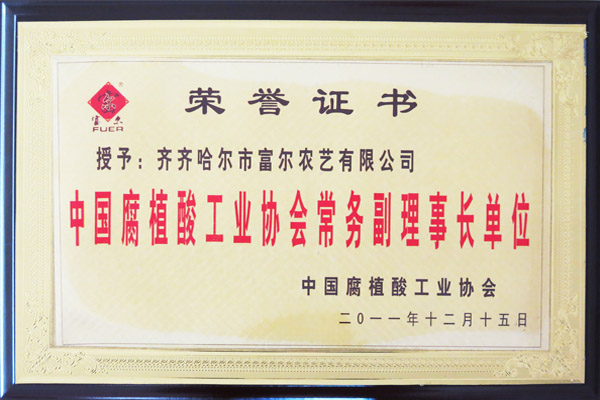 荣誉证书
富尔
FUER
授予：齐齐哈尔市富尔农艺有限公司
中国腐植酸工业协会常务副理事长单位
中国腐植酸工业协会
二O一一年十二月十五日